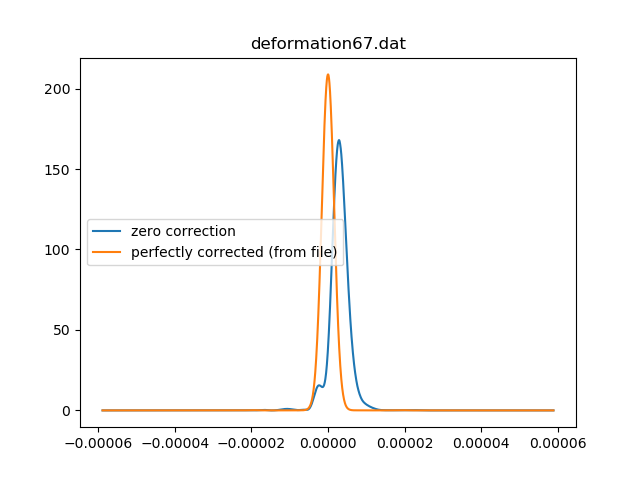 deformation67.dat
200
150
100
50
0
zero correction
perfectly corrected (from file)
−0.00006 −0.00004 −0.00002 0.00000 0.00002 0.00004 0.00006